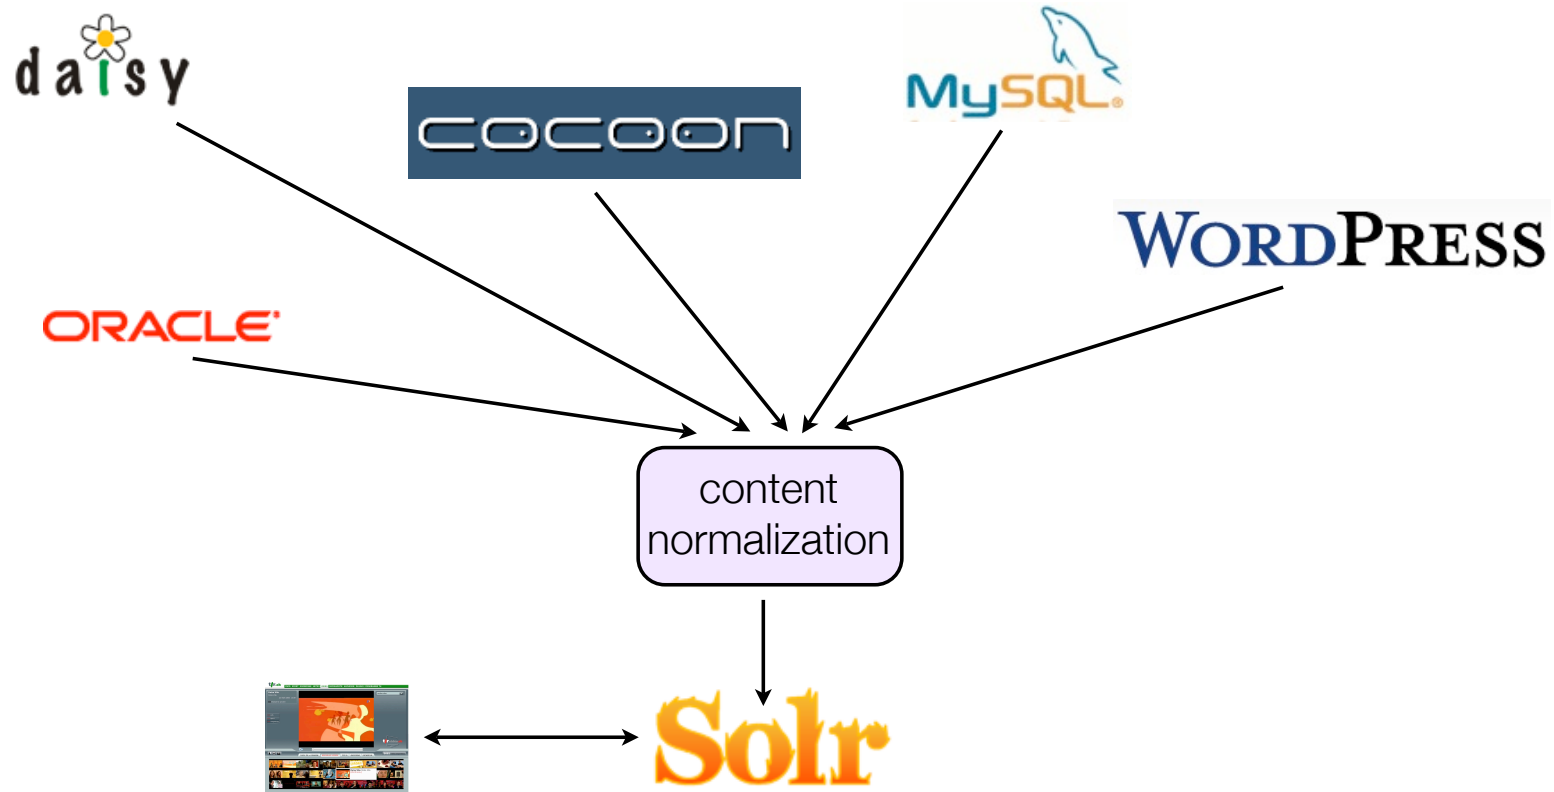 daisy
COCOON
MySQL®
WORDPRESS
ORACLE®
content
normalization
Solr